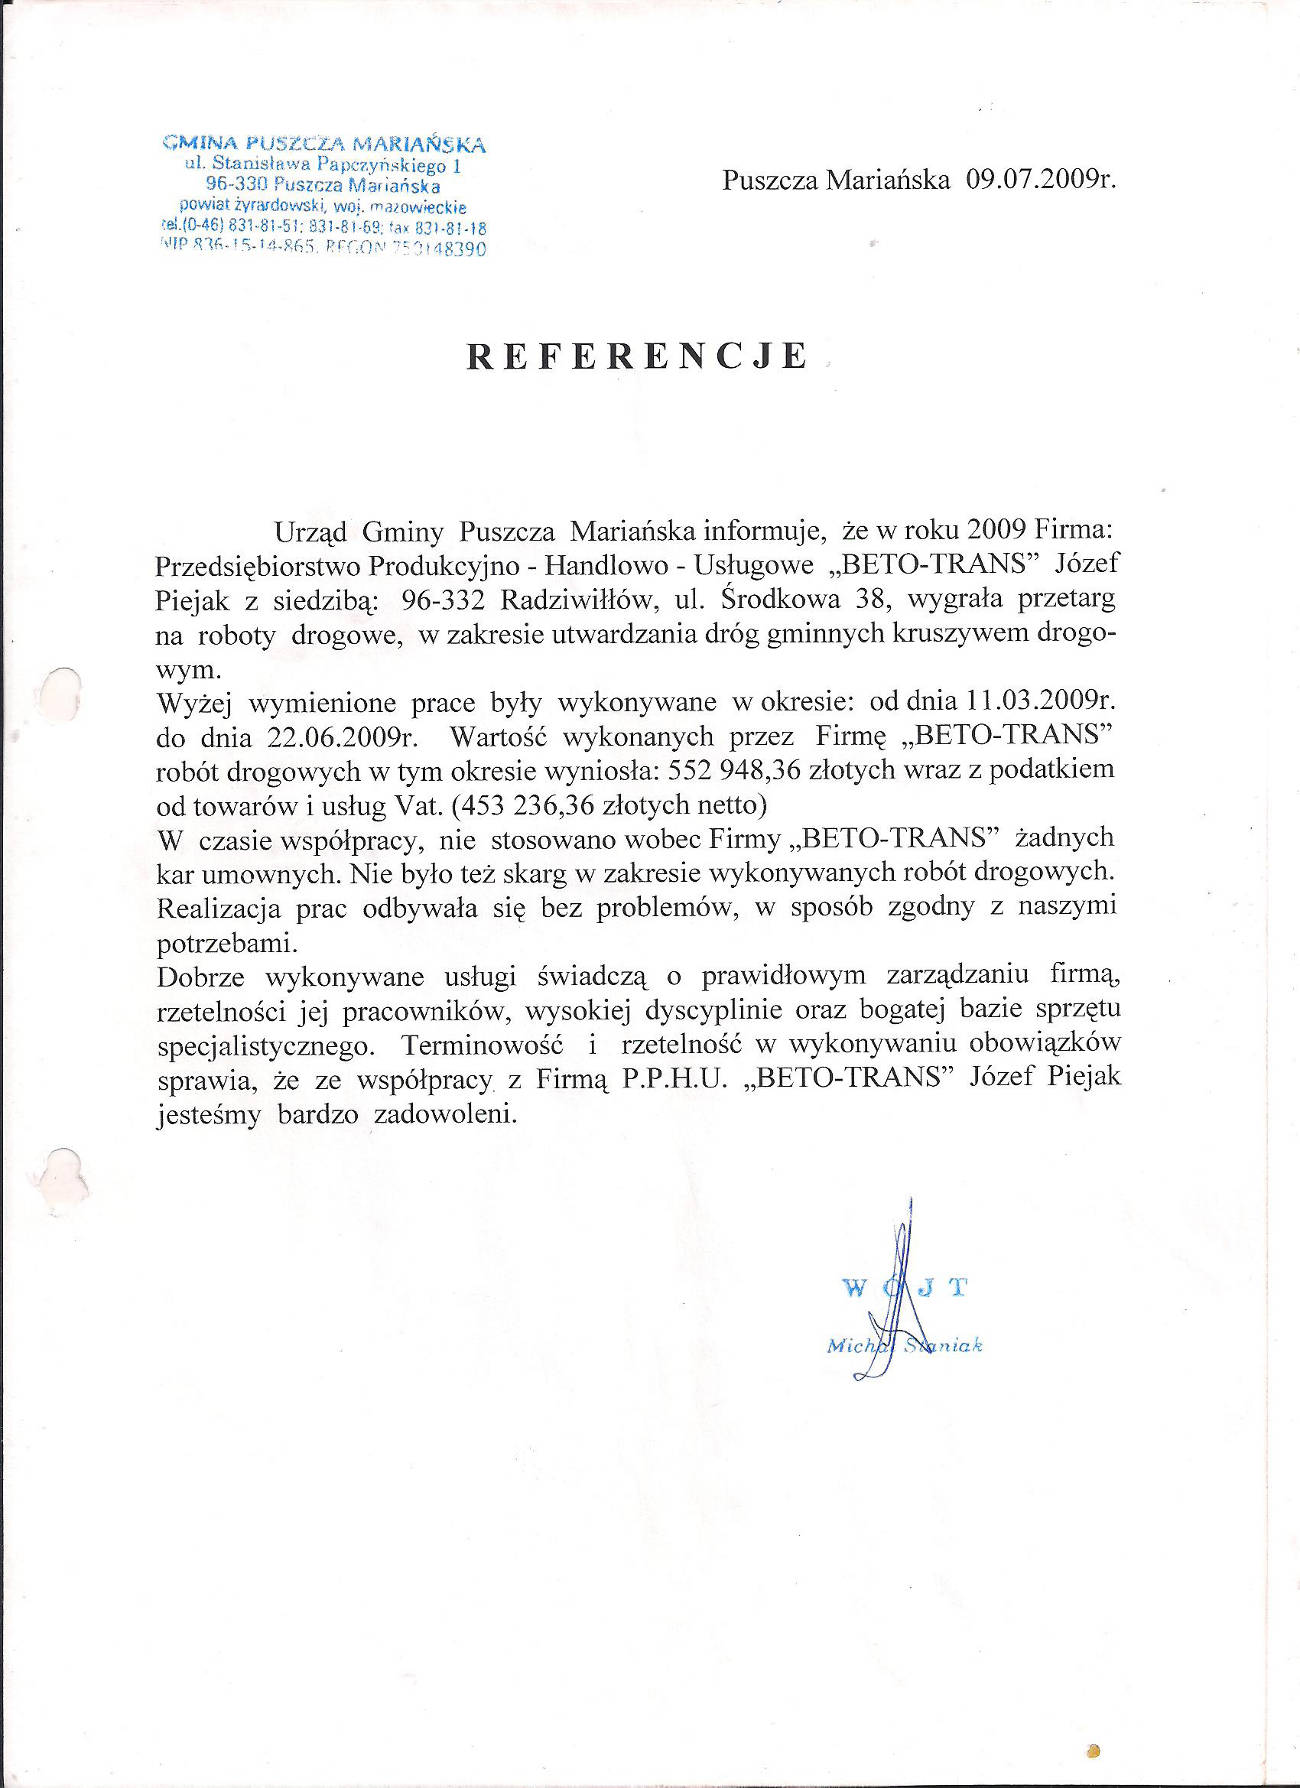 GMINA PUSZCZA MARIAŃSKA
ul. Stanisława Papczyńskiego 1
96-330 Puszcza Mariańska
powiat żyrardowski, woj. mazowieckie
tel.(0-46) 831-81-51; 831-81-69; fax 831-81-18
NIP 836-15-14-865, REGON 750148390
Puszcza Mariańska 09.07.2009r.
REFERENCJE
Urząd Gminy Puszcza Mariańska informuje, że w roku 2009 Firma:
Przedsiębiorstwo Produkcyjno - Handlowo - Usługowe „BETO-TRANS” Józef
Piejak z siedzibą: 96-332 Radziwiłłów, ul. Środkowa 38, wygrała przetarg
na roboty drogowe, w zakresie utwardzania dróg gminnych kruszywem drogo-
wym.
Wyżej wymienione prace były wykonywane w okresie: od dnia 11.03.2009r.
do dnia 22.06.2009r. Wartość wykonanych przez Firmę „BETO-TRANS”
robót drogowych w tym okresie wyniosła: 552 948,36 złotych wraz z podatkiem
od towarów i usług Vat. (453 236,36 złotych netto)
W czasie współpracy, nie stosowano wobec Firmy „BETO-TRANS” żadnych
kar umownych. Nie było też skarg w zakresie wykonywanych robót drogowych.
Realizacja prac odbywała się bez problemów, w sposób zgodny z naszymi
potrzebami.
Dobrze wykonywane usługi świadczą o prawidłowym zarządzaniu firmą,
rzetelności jej pracowników, wysokiej dyscyplinie oraz bogatej bazie sprzętu
specjalistycznego. Terminowość i rzetelność w wykonywaniu obowiązków
sprawia, że ze współpracy z Firmą P.P.H.U. „BETO-TRANS” Józef Piejak
jesteśmy bardzo zadowoleni.
WÓJT
Michał Staniak